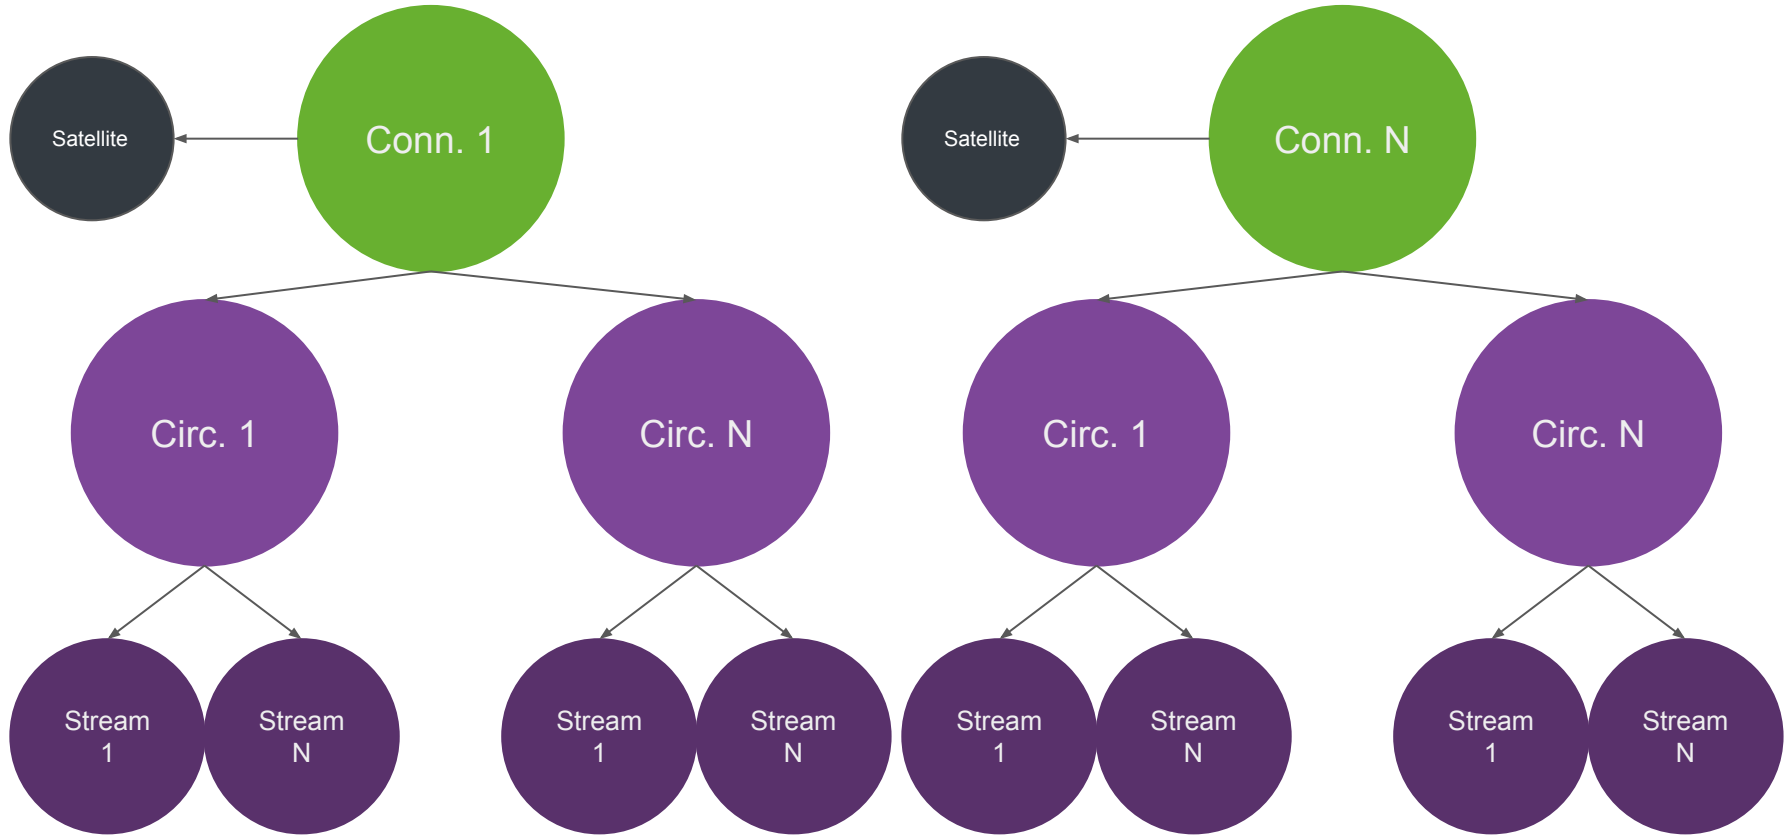 Satellite
Conn. 1
Satellite
Conn. N
Circ. 1
Circ. N
Circ. 1
Circ. N
Stream
1
Stream
N
Stream
1
Stream
N
Stream
1
Stream
N
Stream
1
Stream
N